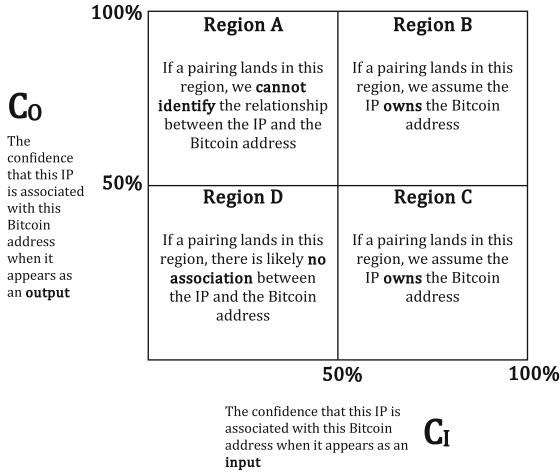 100%
Region A
If a pairing lands in this
region, we cannot
identify the relationship
between the IP and the
Bitcoin address
Region B
If a pairing lands in this
region, we assume the
IP owns the Bitcoin
address
CO
The
confidence
that this IP
is associated
with this
Bitcoin
address
when it
appears as
an output
50%
Region D
If a pairing lands in this
region, there is likely no
association between
the IP and the Bitcoin
address
Region C
If a pairing lands in this
region, we assume the
IP owns the Bitcoin
address
50%
100%
The confidence that this IP is
associated with this Bitcoin
address when it appears as an
input
CI